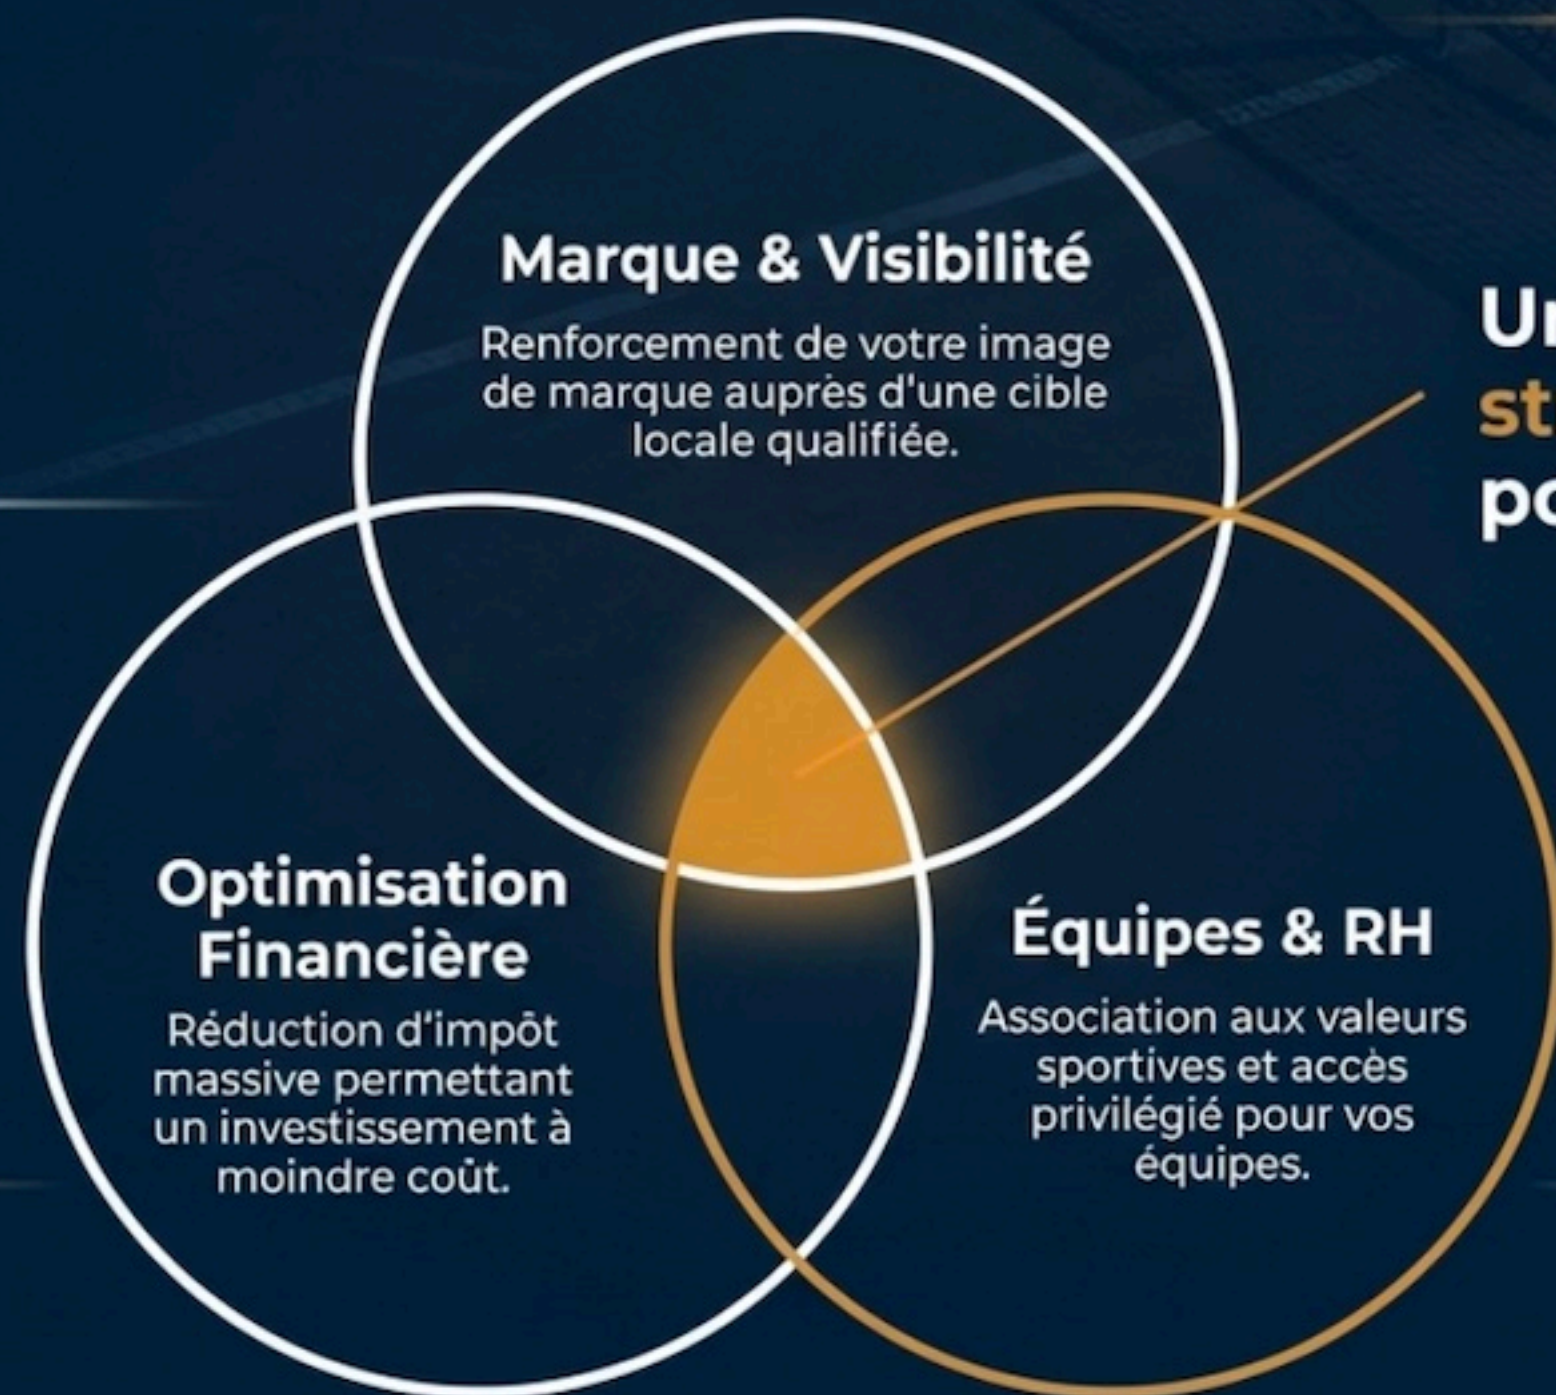 Marque & Visibilité
Renforcement de votre image
de marque auprès d'une cible
locale qualifiée.
Optimisation
Financière
Réduction d'impôt
massive permettant
un investissement à
moindre coût.
Équipes & RH
Association aux valeurs
sportives et accès
privilégié pour vos
équipes.